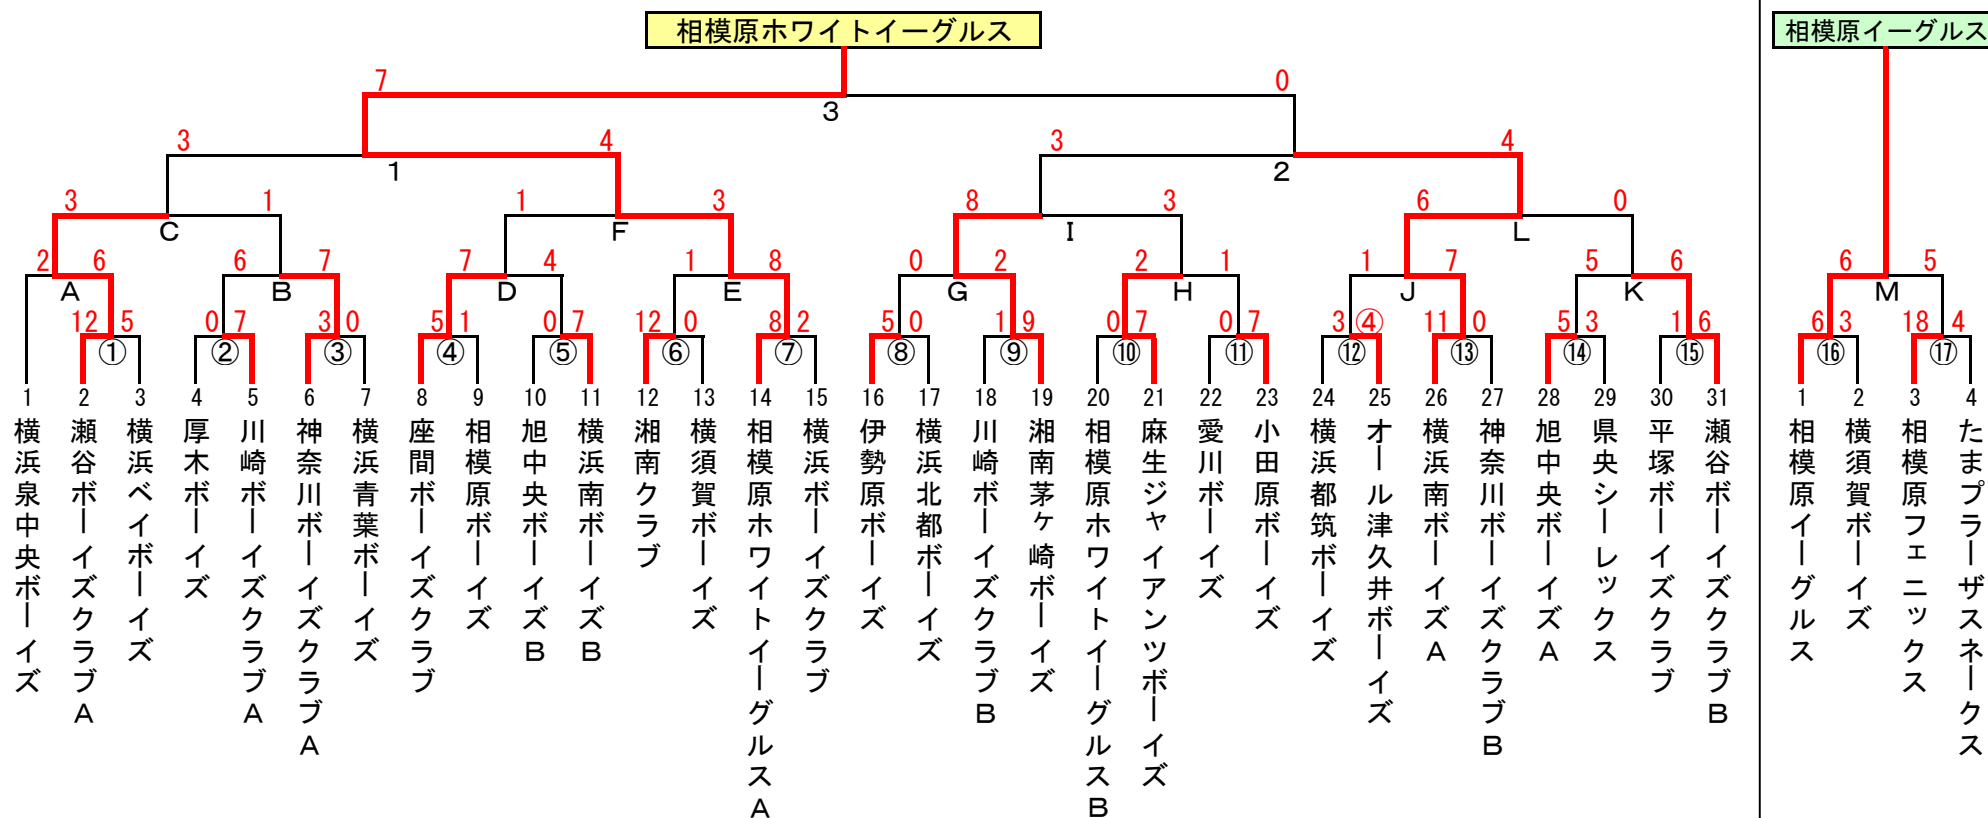 相模原ホワイトイーグルス
相模原イーグルス
7 0
3
3 4 3 4
1 2
3 1 1 3 8 3 6 0
C F I L
2 6 6 7 7 4 1 8 0 2 2 1 1 7 5 6 6 5
A B D E G H J K M
12 5 0 7 3 0 5 1 0 7 12 0 8 2 5 0 1 9 0 7 0 7 3 ④ 11 0 5 3 1 6 6 3 18 4
① ② ③ ④ ⑤ ⑥ ⑦ ⑧ ⑨ ⑩ ⑪ ⑫ ⑬ ⑭ ⑮ ⑯ ⑰
1 横浜泉中央ボーイズ
2 瀬谷ボーイズクラブA
3 横浜ベイボーイズ
4 厚木ボーイズ
5 川崎ボーイズクラブA
6 神奈川ボーイズクラブA
7 横浜青葉ボーイズ
8 座間ボーイズクラブ
9 相模原ボーイズ
10 旭中央ボーイズB
11 横浜南ボーイズB
12 湘南クラブ
13 横須賀ボーイズ
14 相模原ホワイトイーグルスA
15 横浜ボーイズクラブ
16 伊勢原ボーイズ
17 横浜北都ボーイズ
18 川崎ボーイズクラブB
19 湘南茅ヶ崎ボーイズ
20 相模原ホワイトイーグルスB
21 麻生ジャイアンツボーイズ
22 愛川ボーイズ
23 小田原ボーイズ
24 横浜都筑ボーイズ
25 オール津久井ボーイズ
26 横浜南ボーイズA
27 神奈川ボーイズクラブB
28 旭中央ボーイズA
29 県央シーレックス
30 平塚ボーイズクラブ
31 瀬谷ボーイズクラブB
1 相模原イーグルス
2 横須賀ボーイズ
3 相模原フェニックス
4 たまプラーザスネークス